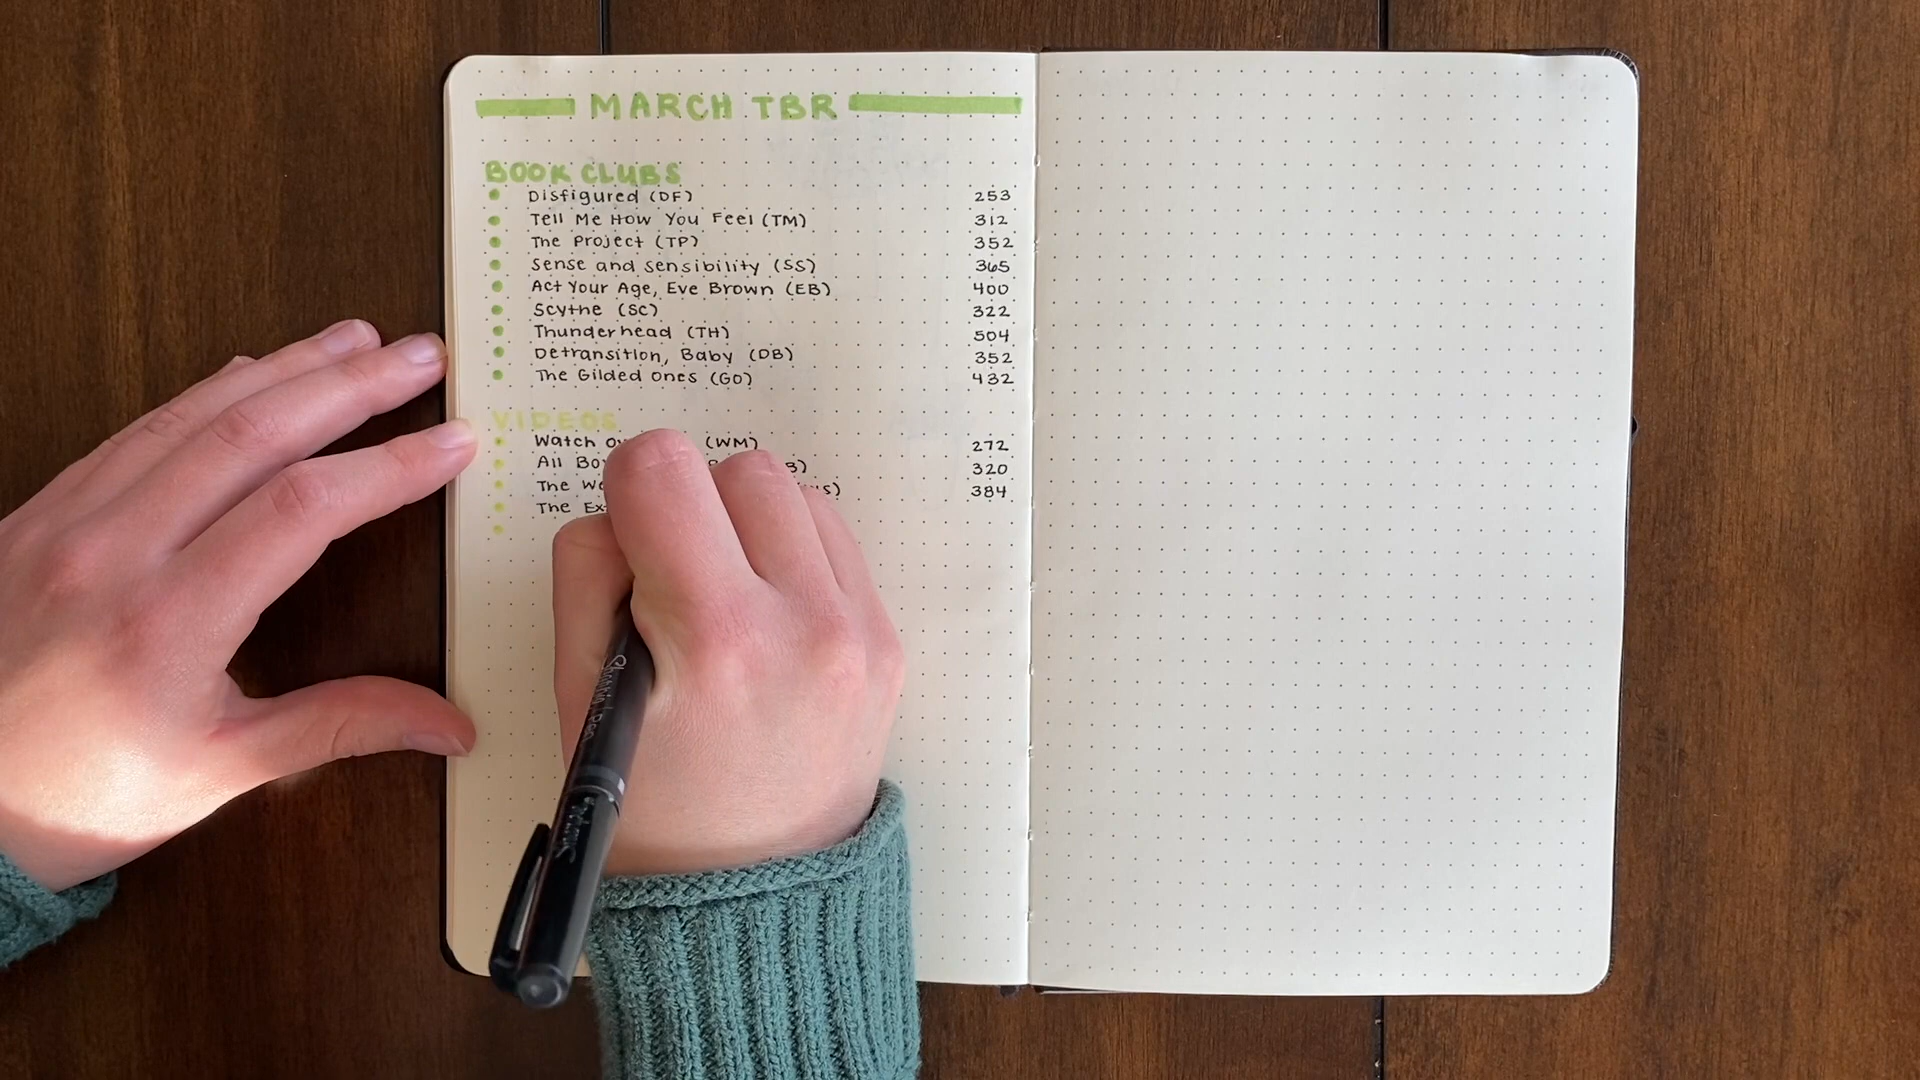 MARCH TBR
BOOK CLUBS
Disfigured (DF) 253
Tell Me How You Feel (TM) 312
The Project (TP) 352
Sense and sensibility (SS) 365
Act Your Age, Eve Brown (EB) 400
Scythe (SC) 322
Thunderhead (TH) 504
Detransition, Baby (DB) 352
The Gilded Ones (GO) 432
VIDEOS
Watch (WM) 272
All 320
The 384
The
Sharpie